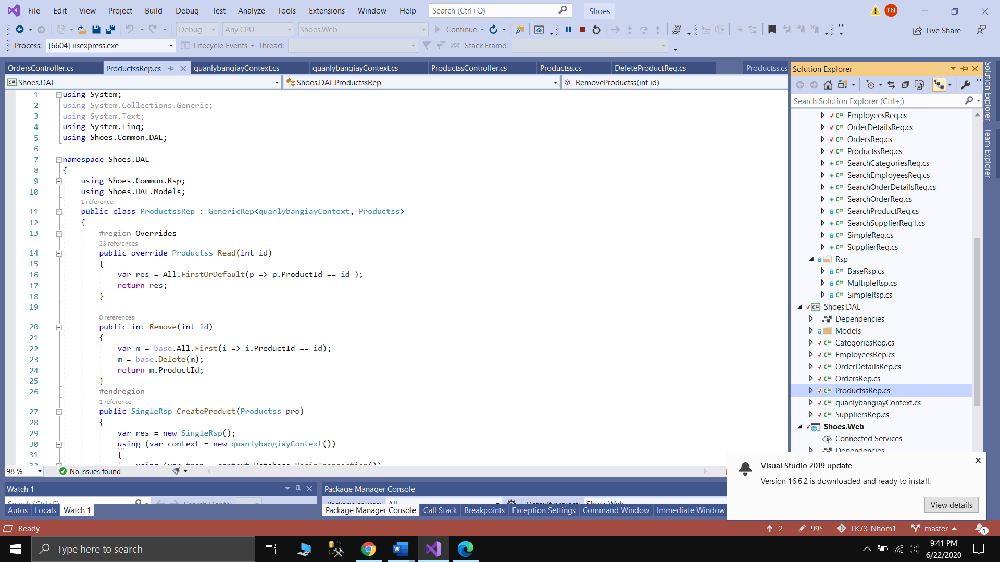 File Edit View Project Build Debug Test Analyze Tools Extensions Window Help Search (Ctrl+Q) Shoes TN
Debug Any CPU Shoes.Web Continue Live Share
Process: [6604] iisexpress.exe Lifecycle Events Thread: Stack Frame:
OrdersController.cs ProductssRep.cs quanlybangiayContext.cs quanlybangiayContext.cs ProductssController.cs Productss.cs DeleteProductReq.cs Productss.cs
Shoes.DAL Shoes.DAL.ProductssRep RemoveProductss(int id)
1 using System;
2 using System.Collections.Generic;
3 using System.Text;
4 using System.Linq;
5 using Shoes.Common.DAL;
6
7 namespace Shoes.DAL
8 {
9 using Shoes.Common.Rsp;
10 using Shoes.DAL.Models;
1 reference
11 public class ProductssRep : GenericRep<quanlybangiayContext, Productss>
12 {
13 #region Overrides
23 references
14 public override Productss Read(int id)
15 {
16 var res = All.FirstOrDefault(p => p.ProductId == id );
17 return res;
18 }
19
0 references
20 public int Remove(int id)
21 {
22 var m = base.All.First(i => i.ProductId == id);
23 m = base.Delete(m);
24 return m.ProductId;
25 }
26 #endregion
1 reference
27 public SingleRsp CreateProduct(Productss pro)
28 {
29 var res = new SingleRsp();
30 using (var context = new quanlybangiayContext())
31 {
32 using (var tran = context.Database.BeginTransaction())
98 % No issues found
Solution Explorer
Search Solution Explorer (Ctrl+;)
EmployeesReq.cs
OrderDetailsReq.cs
OrdersReq.cs
ProductssReq.cs
SearchCategoriesReq.cs
SearchEmployeesReq.cs
SearchOrderDetailsReq.cs
SearchOrderReq.cs
SearchProductReq.cs
SearchSupplierReq1.cs
SimpleReq.cs
SupplierReq.cs
Rsp
BaseRsp.cs
MultipleRsp.cs
SimpleRsp.cs
Shoes.DAL
Dependencies
Models
CategoriesRep.cs
EmployeesRep.cs
OrderDetailsRep.cs
OrdersRep.cs
ProductssRep.cs
quanlybangiayContext.cs
SuppliersRep.cs
Shoes.Web
Connected Services
Dependencies
Solution Explorer
Team Explorer
Visual Studio 2019 update
Version 16.6.2 is downloaded and ready to install.
View details
Watch 1
Search (Ctrl+E) Search Depth:
Autos Locals Watch 1
Package Manager Console
Package source: All Default project: Shoes.Web
Package Manager Console Call Stack Breakpoints Exception Settings Command Window Immediate Window
Ready 2 99* TK73_Nhom1 master 1
Type here to search
9:41 PM
6/22/2020